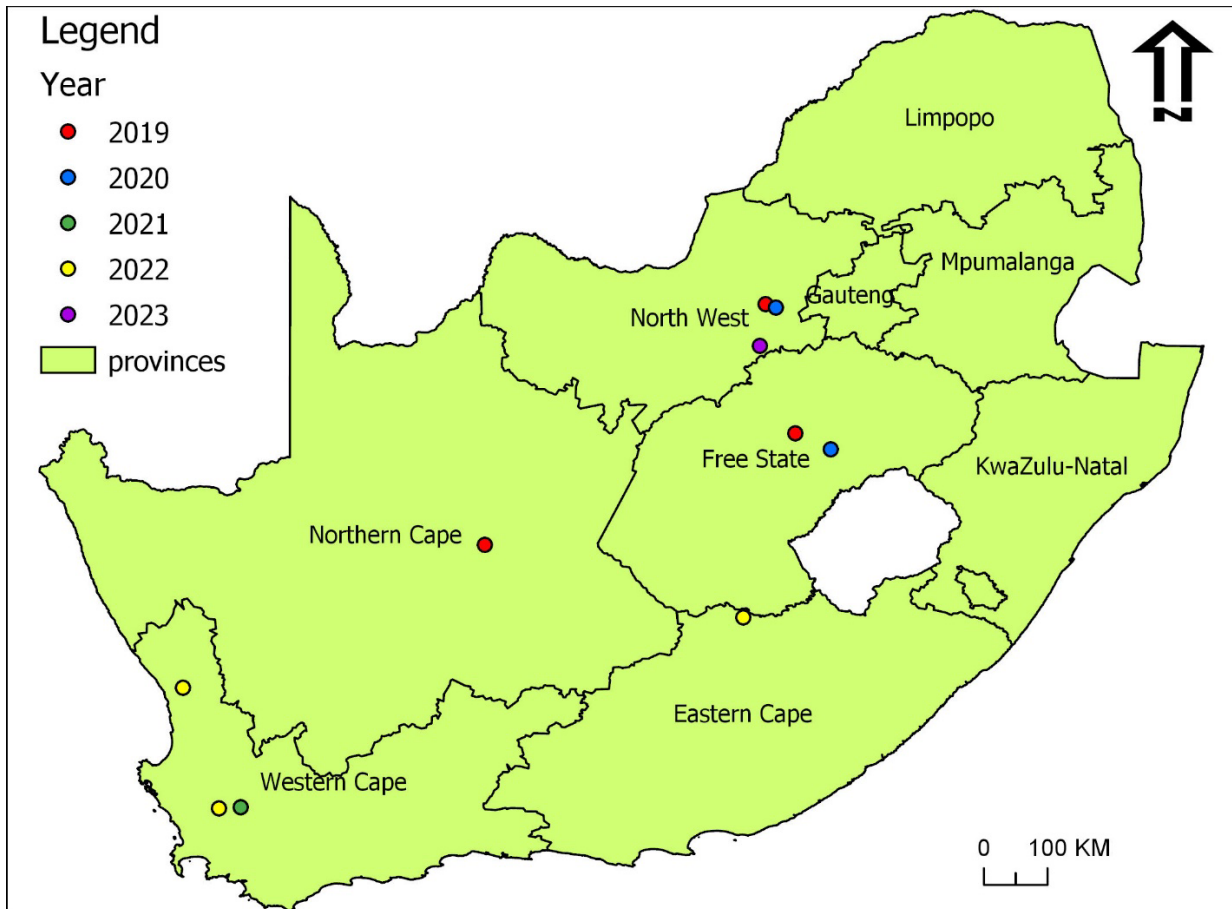 Legend
Year
2019
2020
2021
2022
2023
provinces
N
Limpopo
Mpumalanga
Gauteng
North West
Free State
KwaZulu-Natal
Northern Cape
Eastern Cape
Western Cape
0 100 KM